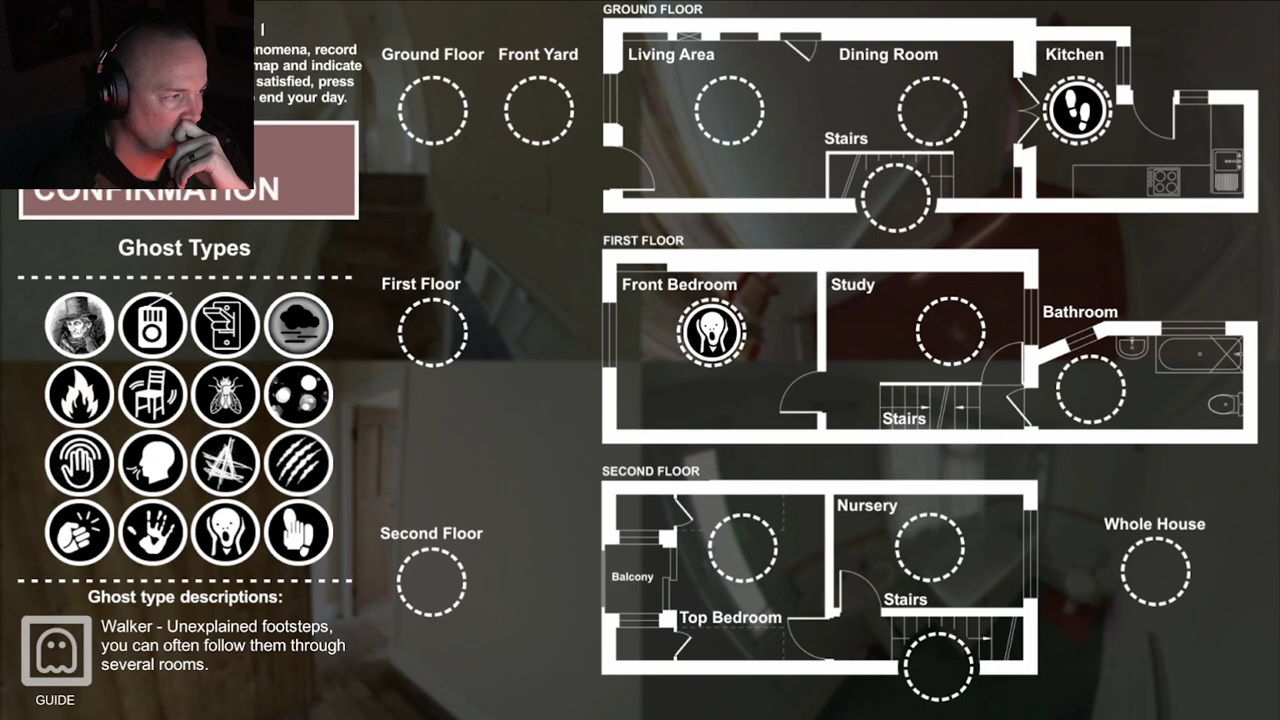 nomena, record
map and indicate
satisfied, press
end your day.
CONFIRMATION
Ghost Types
Ghost type descriptions:
Walker - Unexplained footsteps,
you can often follow them through
several rooms.
GUIDE
Ground Floor
Front Yard
First Floor
Second Floor
GROUND FLOOR
Living Area
Dining Room
Kitchen
Stairs
FIRST FLOOR
Front Bedroom
Study
Bathroom
Stairs
SECOND FLOOR
Nursery
Balcony
Stairs
Top Bedroom
Whole House